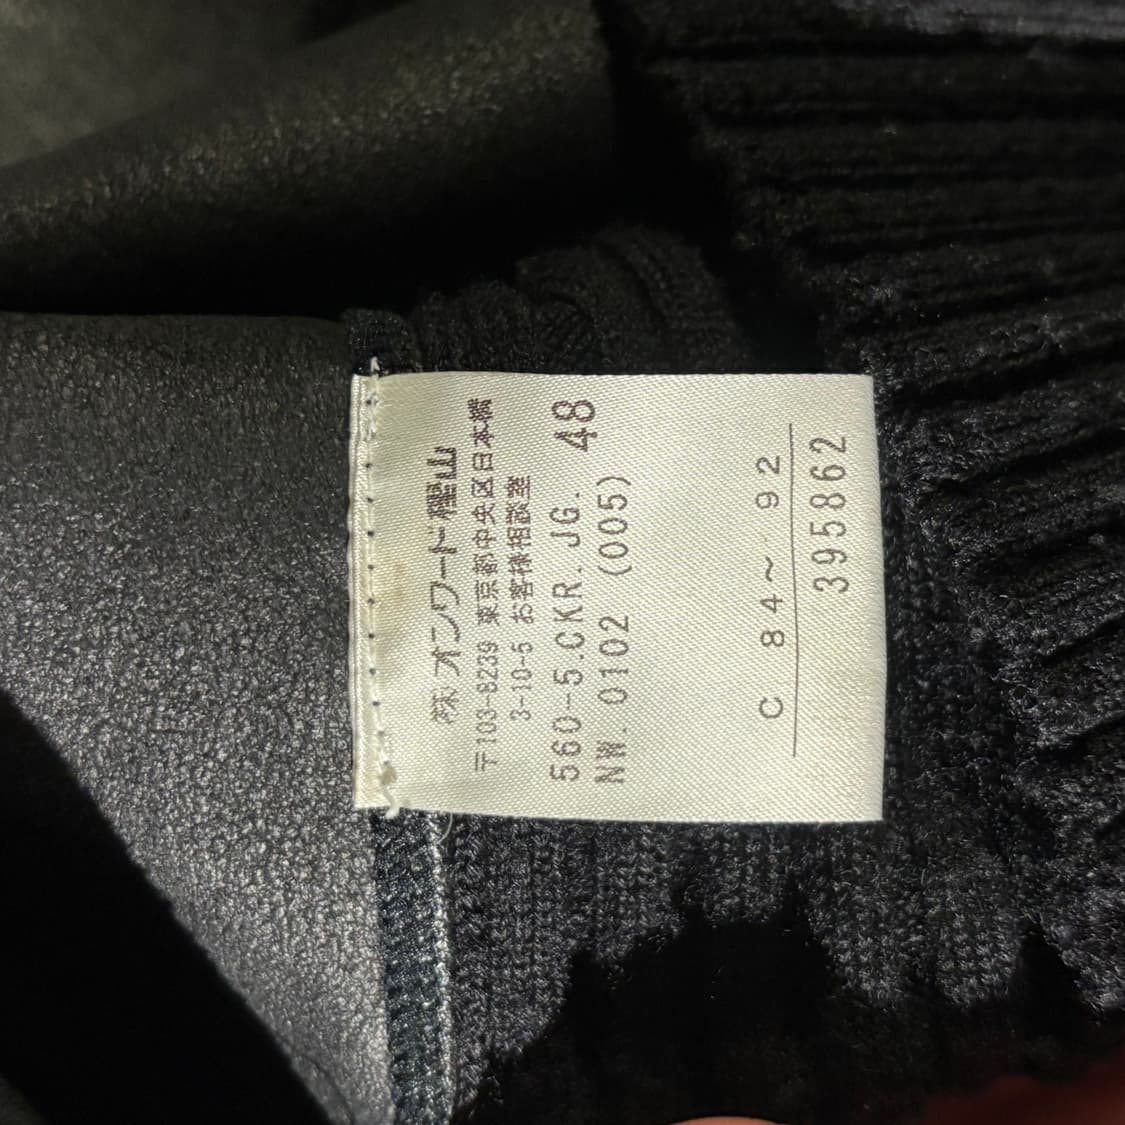 ㈱オンワード樫山
〒103-8239 東京都中央区日本橋
3-10-5 お客様相談室
560-5.CKR.JG. 48
NW.0102 (005)
C 84~ 92
395862